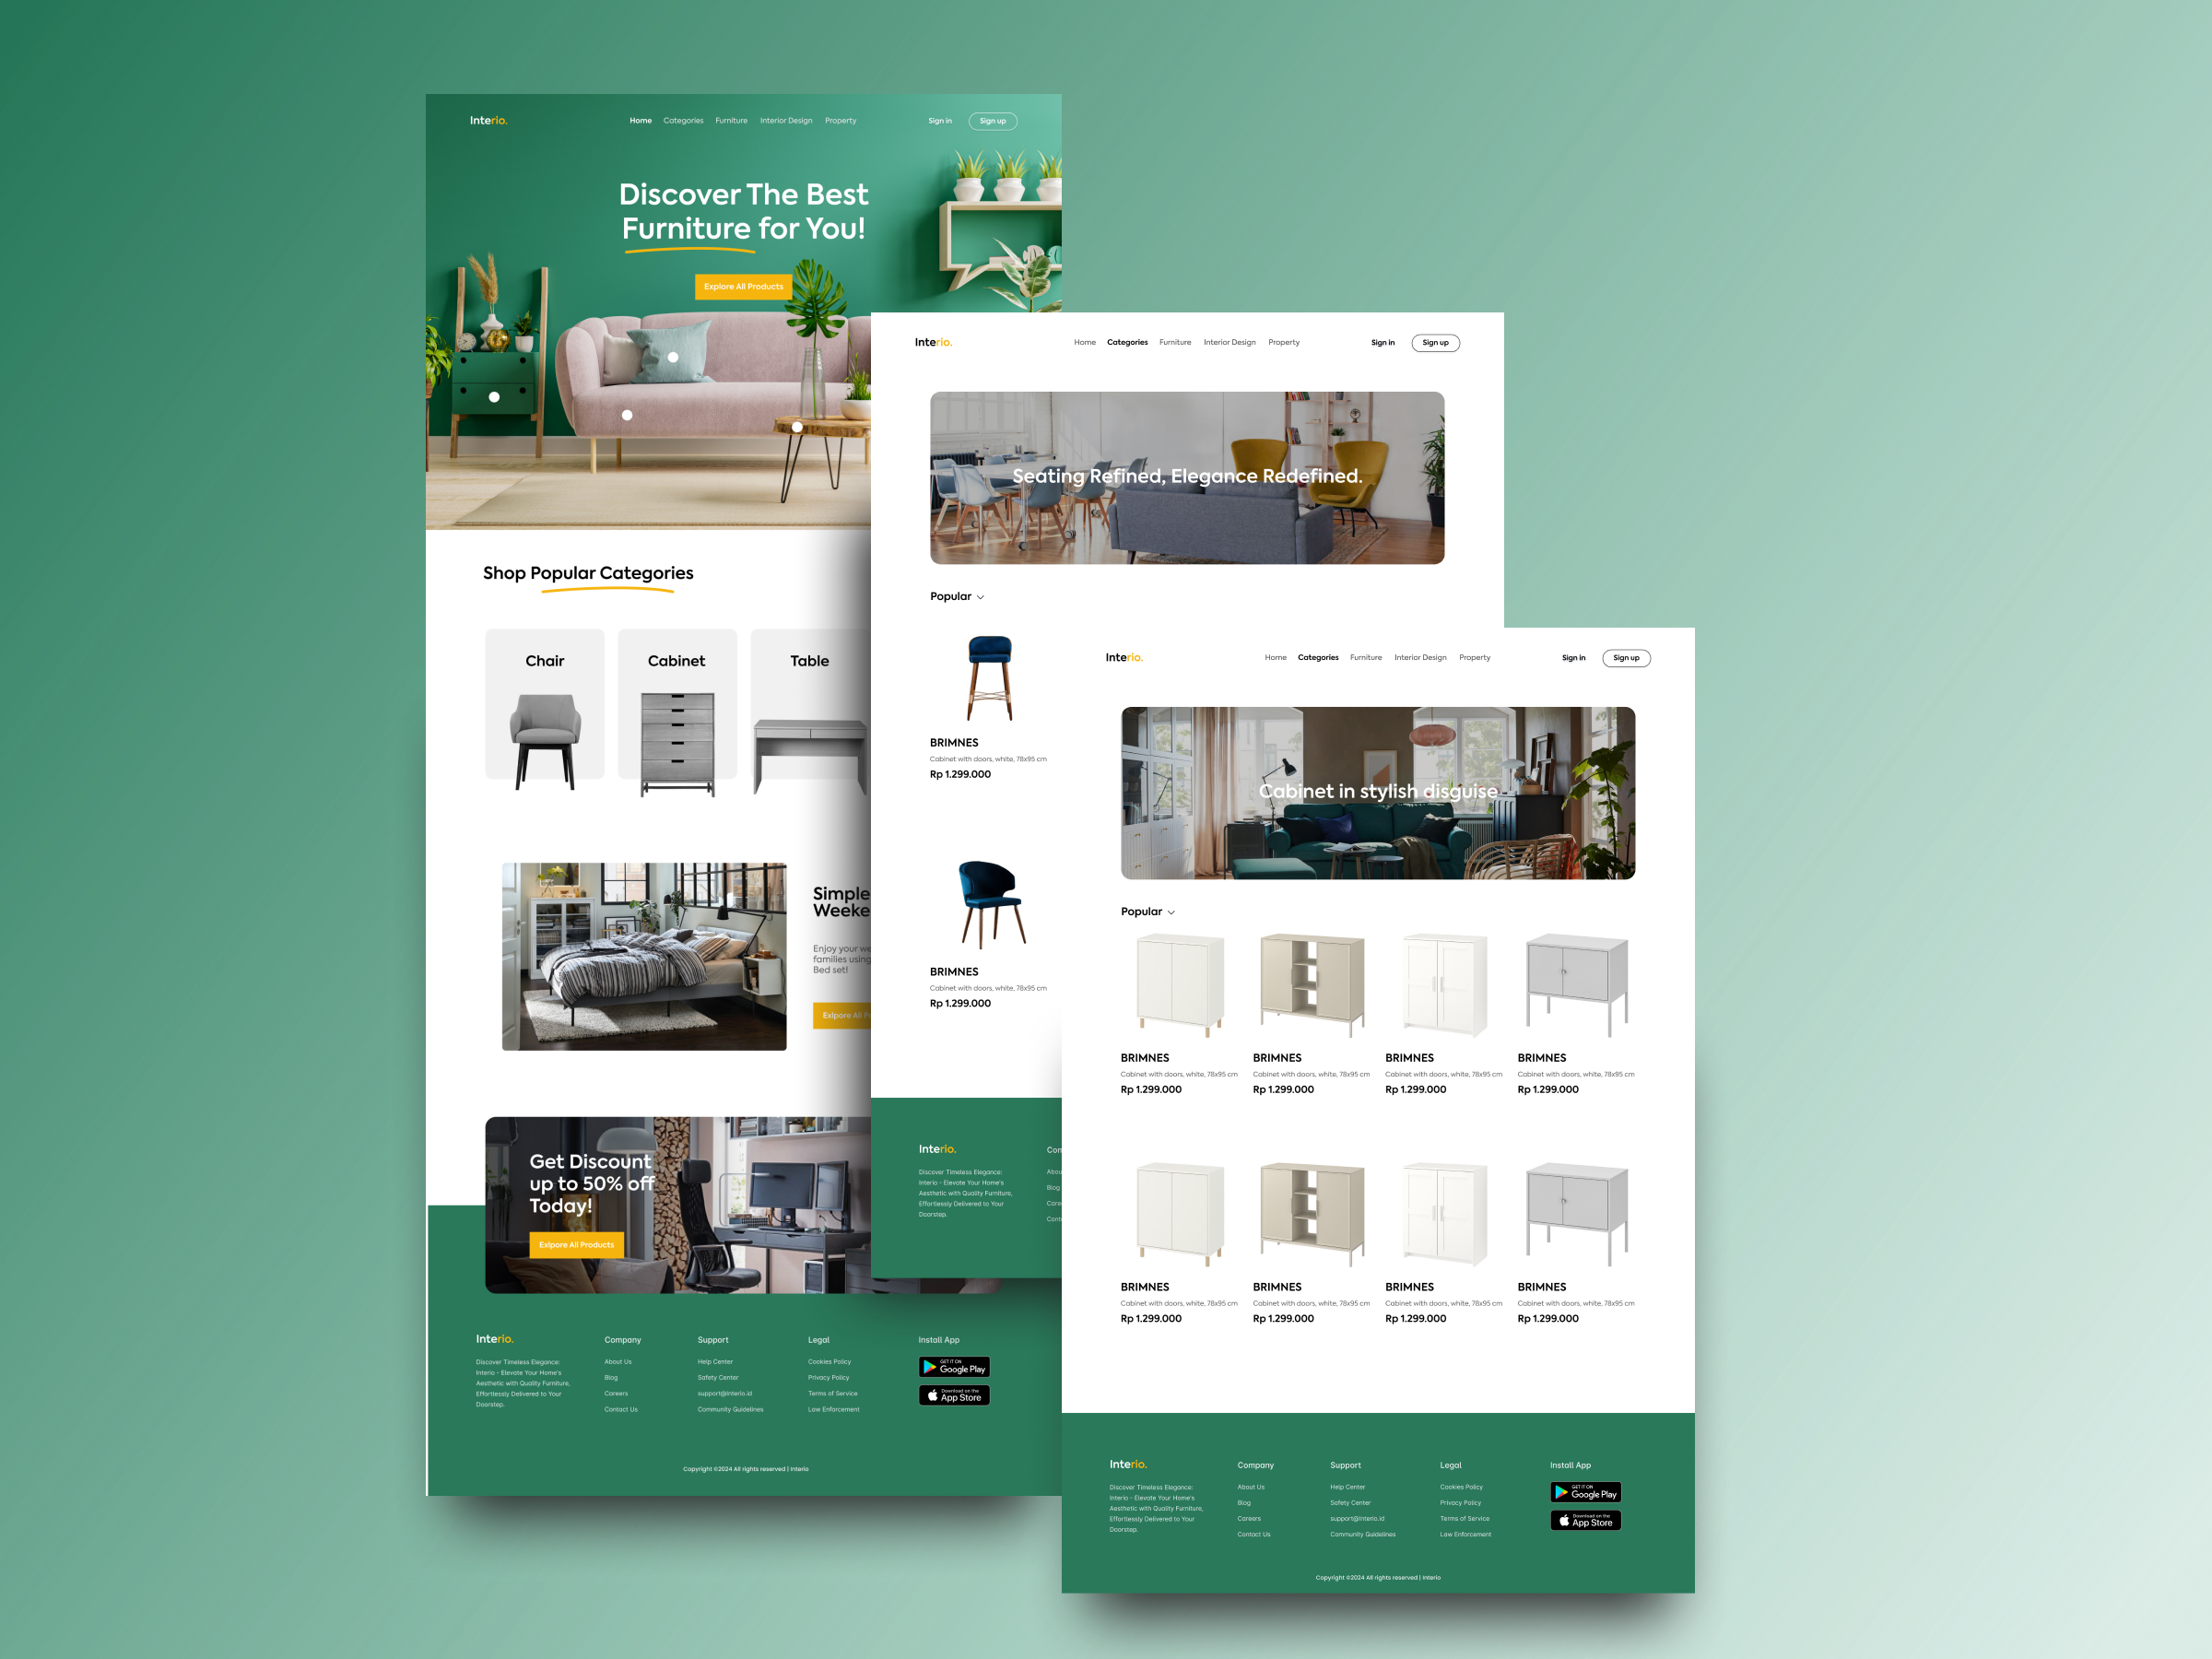 Interio.
Home Categories Furniture Interior Design Property
Sign in Sign up
Discover The Best
Furniture for You!
Explore All Products
Shop Popular Categories
Chair Cabinet Table
Simple
Enjoy your
families using
Bed set!
Exlpore All
Get Discount
up to 50% off
Today!
Exlpore All Products
Interio.
Discover Timeless Elegance:
Interio - Elevate Your Home's
Aesthetic with Quality Furniture,
Effortlessly Delivered to Your
Doorstep.
Company
About Us
Blog
Careers
Contact Us
Support
Help Center
Safety Center
support@interio.id
Community Guidelines
Legal
Cookies Policy
Privacy Policy
Terms of Service
Law Enforcement
Install App
GET IT ON
Google Play
Download on the
App Store
Copyright ©2024 All rights reserved | Interio
Interio.
Home Categories Furniture Interior Design Property
Sign in Sign up
Seating Refined, Elegance Redefined.
Popular
BRIMNES
Cabinet with doors, white, 78x95 cm
Rp 1.299.000
BRIMNES
Cabinet with doors, white, 78x95 cm
Rp 1.299.000
Interio.
Discover Timeless Elegance:
Interio - Elevate Your Home's
Aesthetic with Quality Furniture,
Effortlessly Delivered to Your
Doorstep.
Blog
Interio.
Home Categories Furniture Interior Design Property
Sign in Sign up
Cabinet in stylish disguise
Popular
BRIMNES BRIMNES BRIMNES BRIMNES
Cabinet with doors, white, 78x95 cm Cabinet with doors, white, 78x95 cm Cabinet with doors, white, 78x95 cm Cabinet with doors, white, 78x95 cm
Rp 1.299.000 Rp 1.299.000 Rp 1.299.000 Rp 1.299.000
BRIMNES BRIMNES BRIMNES BRIMNES
Cabinet with doors, white, 78x95 cm Cabinet with doors, white, 78x95 cm Cabinet with doors, white, 78x95 cm Cabinet with doors, white, 78x95 cm
Rp 1.299.000 Rp 1.299.000 Rp 1.299.000 Rp 1.299.000
Interio.
Discover Timeless Elegance:
Interio - Elevate Your Home's
Aesthetic with Quality Furniture,
Effortlessly Delivered to Your
Doorstep.
Company
About Us
Blog
Careers
Contact Us
Support
Help Center
Safety Center
support@interio.id
Community Guidelines
Legal
Cookies Policy
Privacy Policy
Terms of Service
Law Enforcement
Install App
GET IT ON
Google Play
Download on the
App Store
Copyright ©2024 All rights reserved | Interio